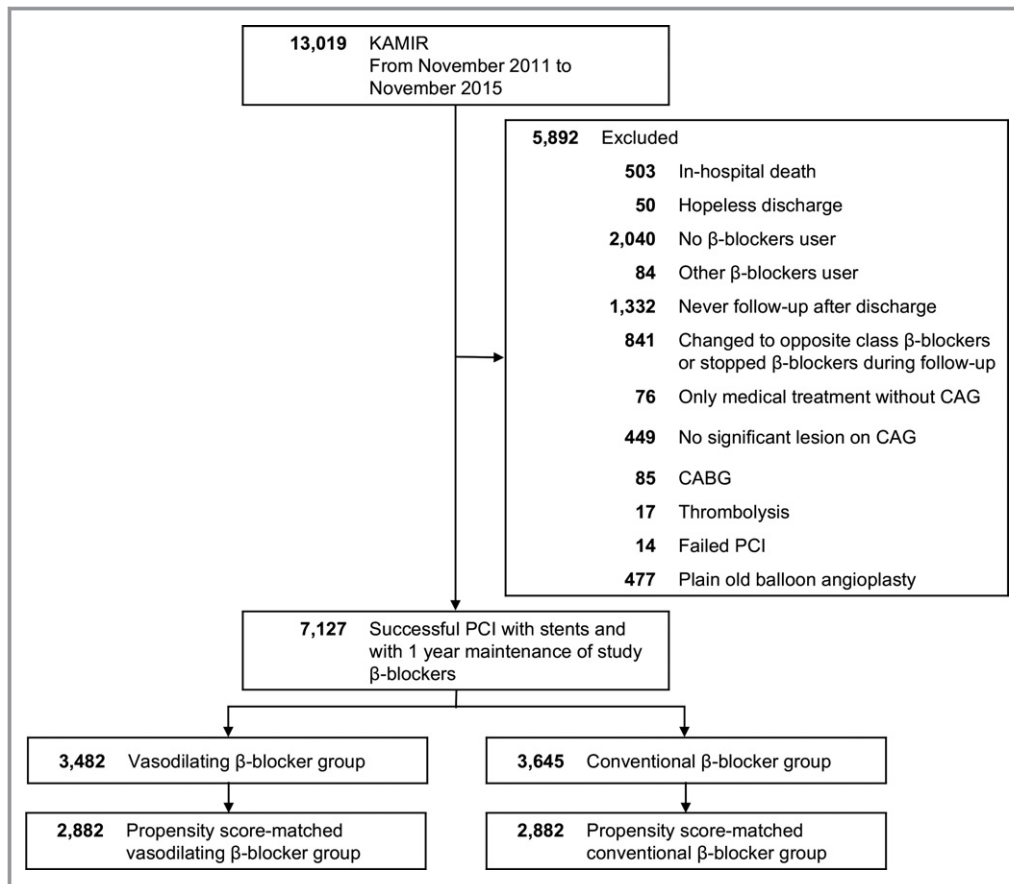 13,019 KAMIR
From November 2011 to
November 2015
5,892 Excluded
503 In-hospital death
50 Hopeless discharge
2,040 No β-blockers user
84 Other β-blockers user
1,332 Never follow-up after discharge
841 Changed to opposite class β-blockers
or stopped β-blockers during follow-up
76 Only medical treatment without CAG
449 No significant lesion on CAG
85 CABG
17 Thrombolysis
14 Failed PCI
477 Plain old balloon angioplasty
7,127 Successful PCI with stents and
with 1 year maintenance of study
β-blockers
3,482 Vasodilating β-blocker group
3,645 Conventional β-blocker group
2,882 Propensity score-matched
vasodilating β-blocker group
2,882 Propensity score-matched
conventional β-blocker group